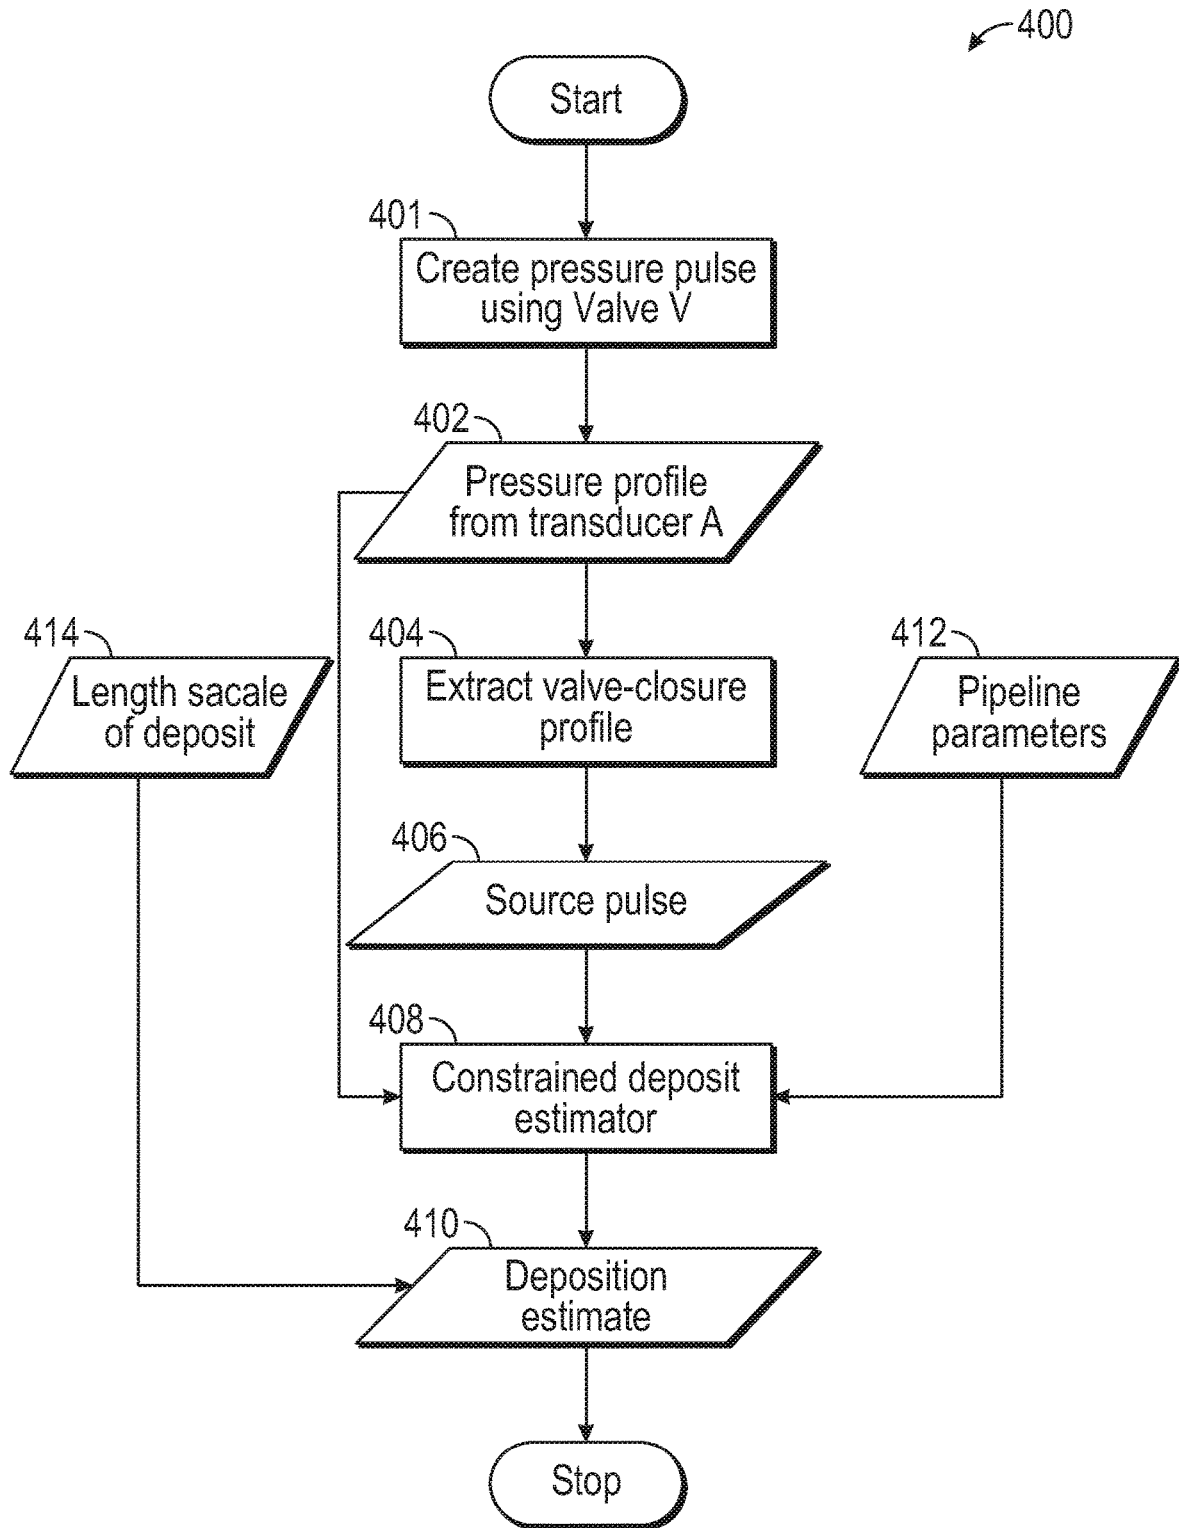 400
Start
401
Create pressure pulse
using Valve V
402
Pressure profile
from transducer A
414
Length sacale
of deposit
404
Extract valve-closure
profile
412
Pipeline
parameters
406
Source pulse
408
Constrained deposit
estimator
410
Deposition
estimate
Stop